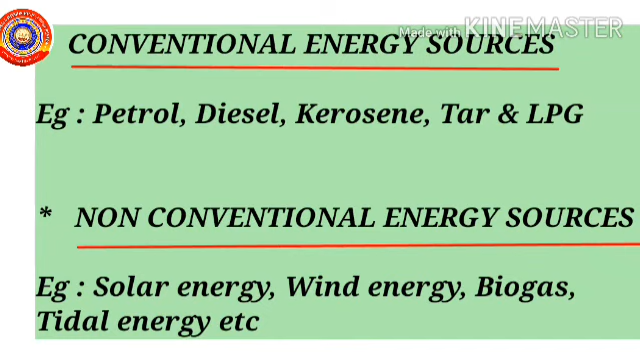 Made with KINEMASTER
CONVENTIONAL ENERGY SOURCES
Eg : Petrol, Diesel, Kerosene, Tar & LPG
* NON CONVENTIONAL ENERGY SOURCES
Eg : Solar energy, Wind energy, Biogas,
Tidal energy etc